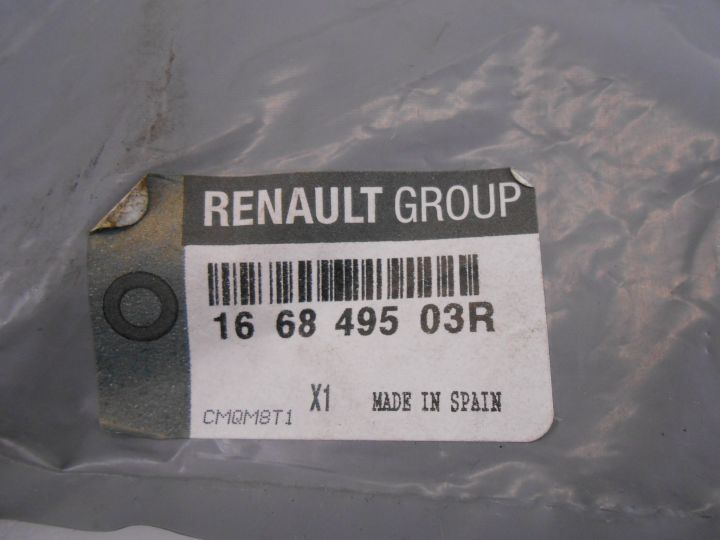 RENAULT GROUP
16 68 495 03R
X1 MADE IN SPAIN
CMQM8T1